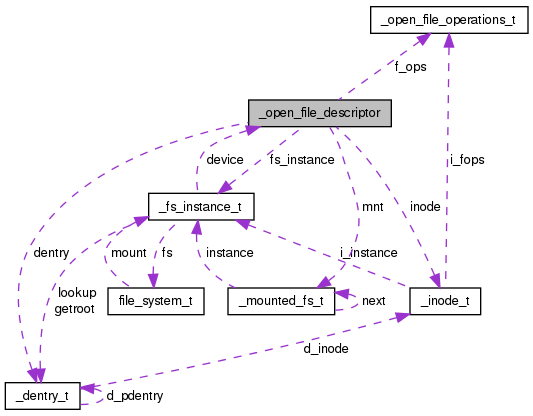 _open_file_operations_t
f_ops
_open_file_descriptor
device
fs_instance
i_fops
_fs_instance_t
mnt
inode
dentry
mount
fs
instance
i_instance
lookup
getroot
file_system_t
_mounted_fs_t
next
_inode_t
d_inode
_dentry_t
d_pdentry